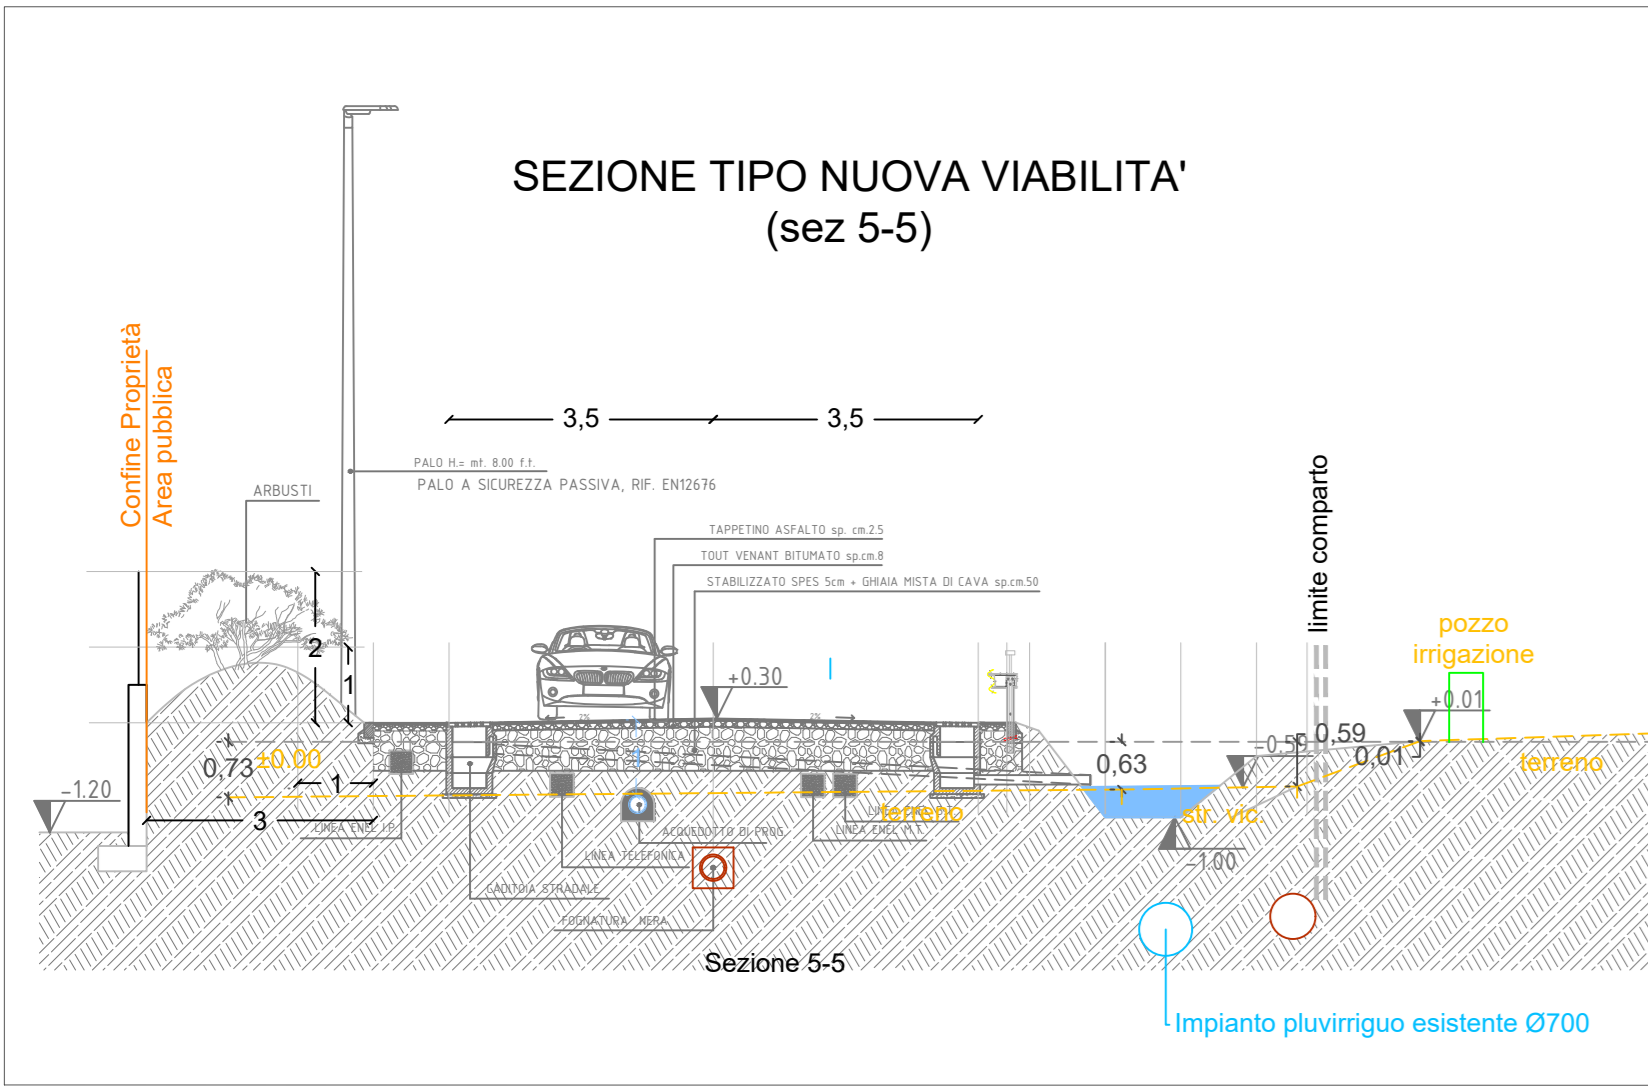 SEZIONE TIPO NUOVA VIABILITA'
(sez 5-5)
Confine Proprietà
Area pubblica
3,5
3,5
PALO H.= mt. 8.00 f.t.
PALO A SICUREZZA PASSIVA, RIF. EN12676
ARBUSTI
TAPPETINO ASFALTO sp. cm.2.5
TOUT VENANT BITUMATO sp.cm.8
STABILIZZATO SPES 5cm + GHIAIA MISTA DI CAVA sp.cm.50
limite comparto
pozzo
irrigazione
2
1
+0.30
+0.01
2%
2%
±0.00
0,73
1
0,63
-0.59
0,59
0,01
terreno
-1.20
3
LINEA ENEL I.P.
ACQUEDOTTO DI PROG.
LINEA ENEL M.T.
terreno
str. vic.
-1.00
LINEA TELEFONICA
CADITOIA STRADALE
FOGNATURA NERA
Sezione 5-5
Impianto pluvirriguo esistente Ø700